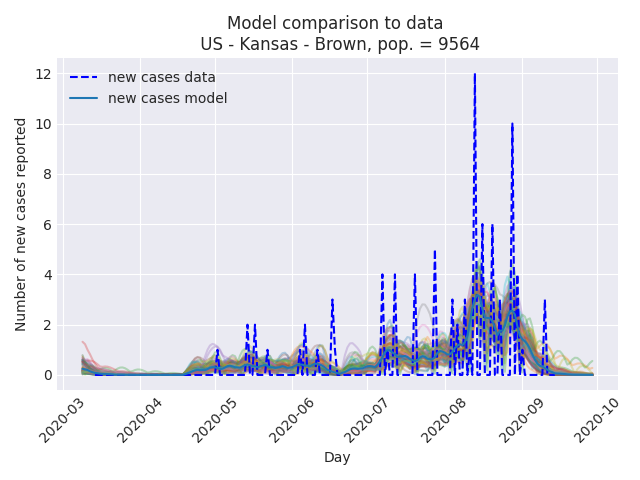 Model comparison to data
US - Kansas - Brown, pop. = 9564
new cases data
new cases model
Number of new cases reported
12
10
8
6
4
2
0
2020-03
2020-04
2020-05
2020-06
2020-07
2020-08
2020-09
2020-10
Day